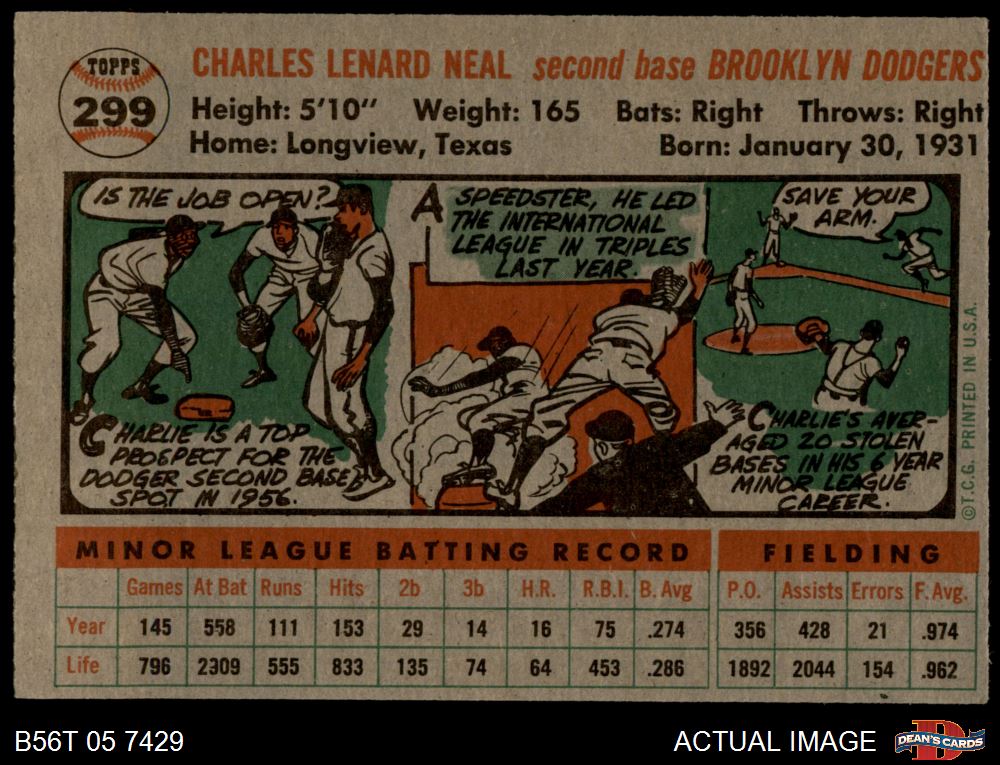 TOPPS
299
CHARLES LENARD NEAL second base BROOKLYN DODGERS
Height: 5'10" Weight: 165 Bats: Right Throws: Right
Home: Longview, Texas Born: January 30, 1931
IS THE JOB OPEN?
CHARLIE IS A TOP
PROSPECT FOR THE
DODGER SECOND BASE
SPOT IN 1956.
A SPEEDSTER, HE LED
THE INTERNATIONAL
LEAGUE IN TRIPLES
LAST YEAR.
SAVE YOUR
ARM.
CHARLIE'S AVER-
AGED 20 STOLEN
BASES IN HIS 6 YEAR
MINOR LEAGUE
CAREER.
©T.C.G. PRINTED IN U.S.A.
MINOR LEAGUE BATTING RECORD FIELDING
Games At Bat Runs Hits 2b 3b H.R. R.B.I. B. Avg P.O. Assists Errors F. Avg.
Year 145 558 111 153 29 14 16 75 .274 356 428 21 .974
Life 796 2909 555 833 135 74 64 453 .286 1892 2044 154 .962
B56T 05 7429 ACTUAL IMAGE
DEAN'S CARDS